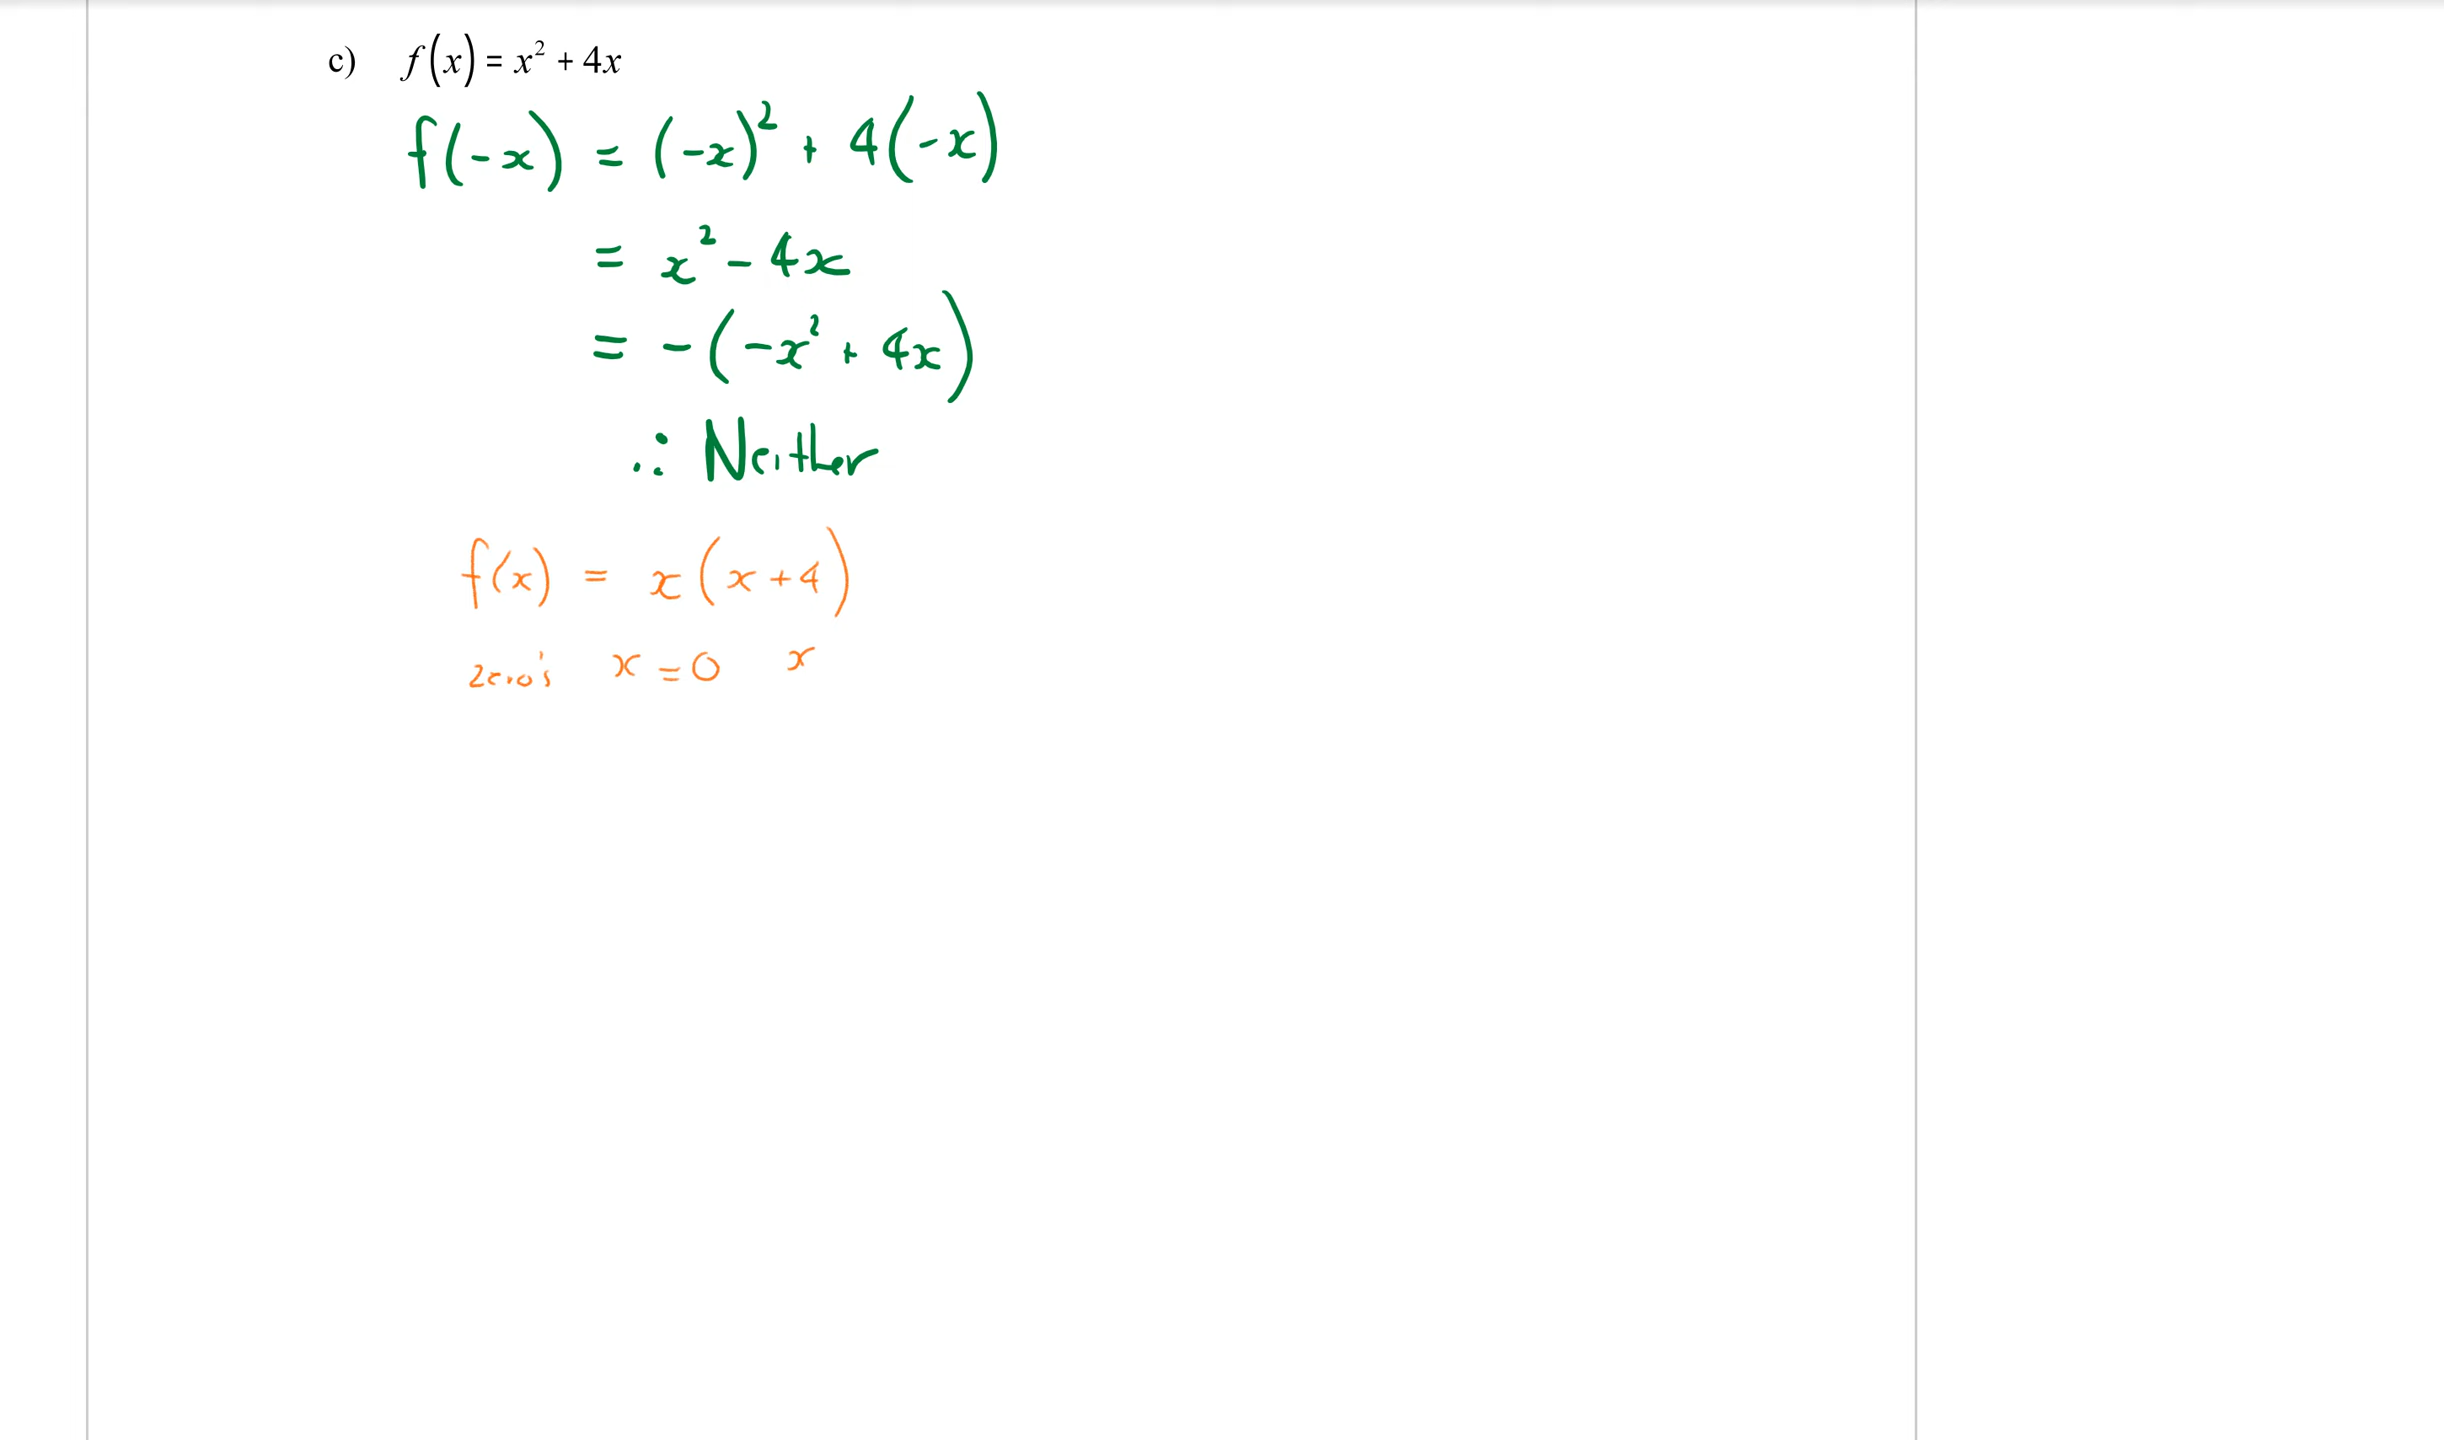 c) f(x) = x² + 4x
f(-x) = (-x)² + 4(-x)
= x² - 4x
= -(-x² + 4x)
∴ Neither
f(x) = x(x+4)
zero's x = 0 x